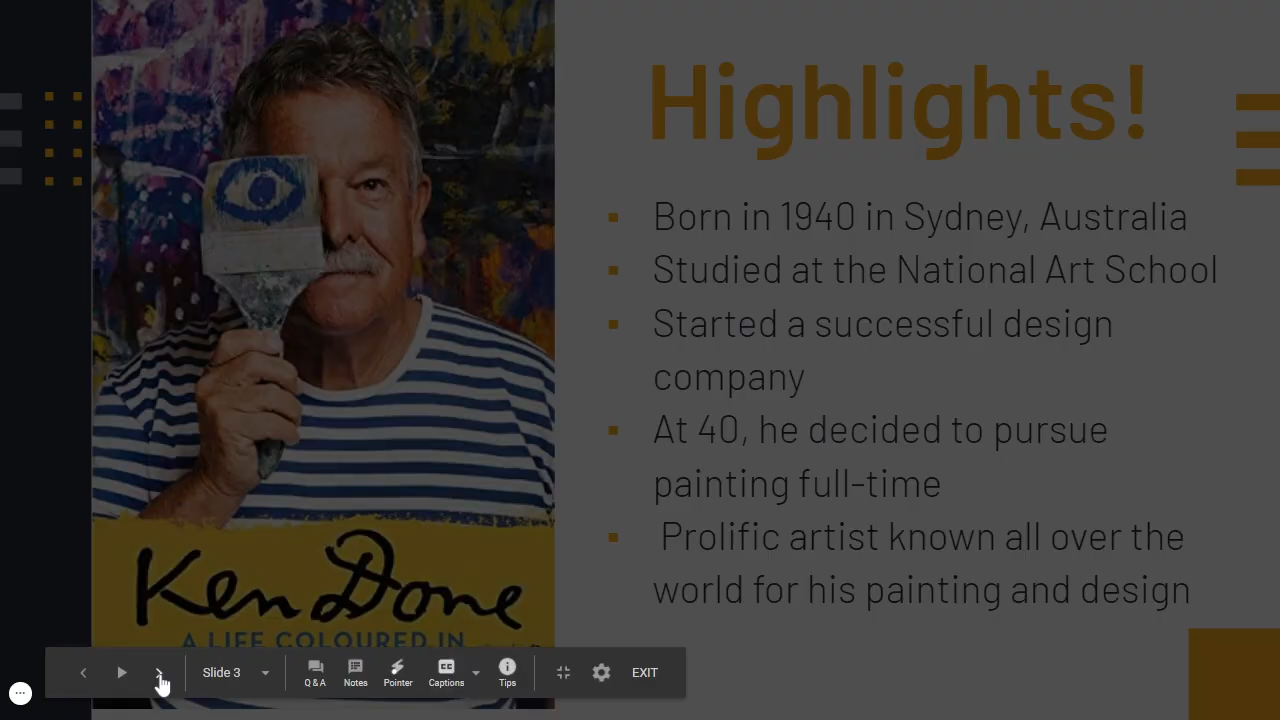 Highlights!
Born in 1940 in Sydney, Australia
Studied at the National Art School
Started a successful design
company
At 40, he decided to pursue
painting full-time
Prolific artist known all over the
world for his painting and design
Ken Done
A LIFE COLOURED IN
Slide 3
Q & A
Notes
Pointer
Captions
Tips
EXIT